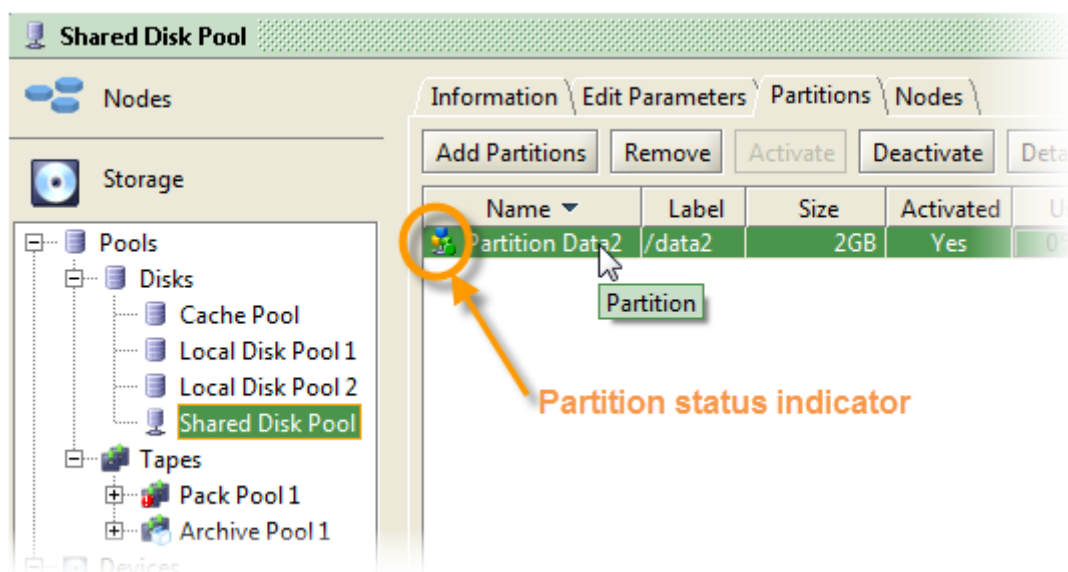 Shared Disk Pool
Nodes
Storage
Pools
Disks
Cache Pool
Local Disk Pool 1
Local Disk Pool 2
Shared Disk Pool
Tapes
Pack Pool 1
Archive Pool 1
Devices
Information Edit Parameters Partitions Nodes
Add Partitions Remove Activate Deactivate Deta
Name Label Size Activated U
Partition Data2 /data2 2GB Yes
Partition
Partition status indicator